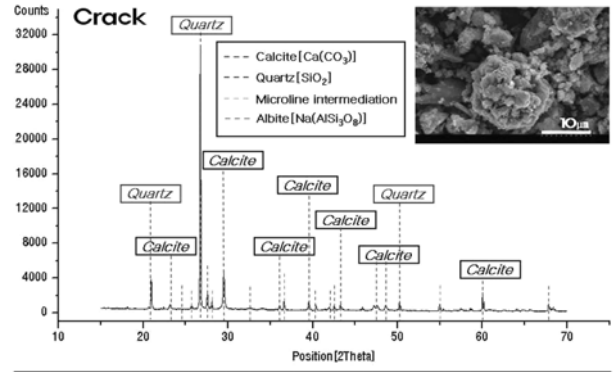 Counts
Crack
Quartz
32000
28000
24000
20000
16000
12000
8000
4000
0
Calcite[Ca(CO₃)]
Quartz[SiO₂]
Microline intermediation
Albite[Na(AlSi₃O₈)]
10㎛
Quartz
Calcite
Calcite
Calcite
Calcite
Calcite
Calcite
Quartz
Calcite
10
20
30
40
50
60
70
Position[2Theta]